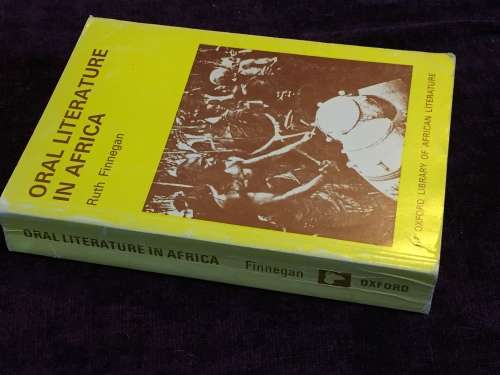 ORAL LITERATURE
IN AFRICA
Ruth Finnegan
OXFORD LIBRARY OF AFRICAN LITERATURE
ORAL LITERATURE IN AFRICA Finnegan OXFORD